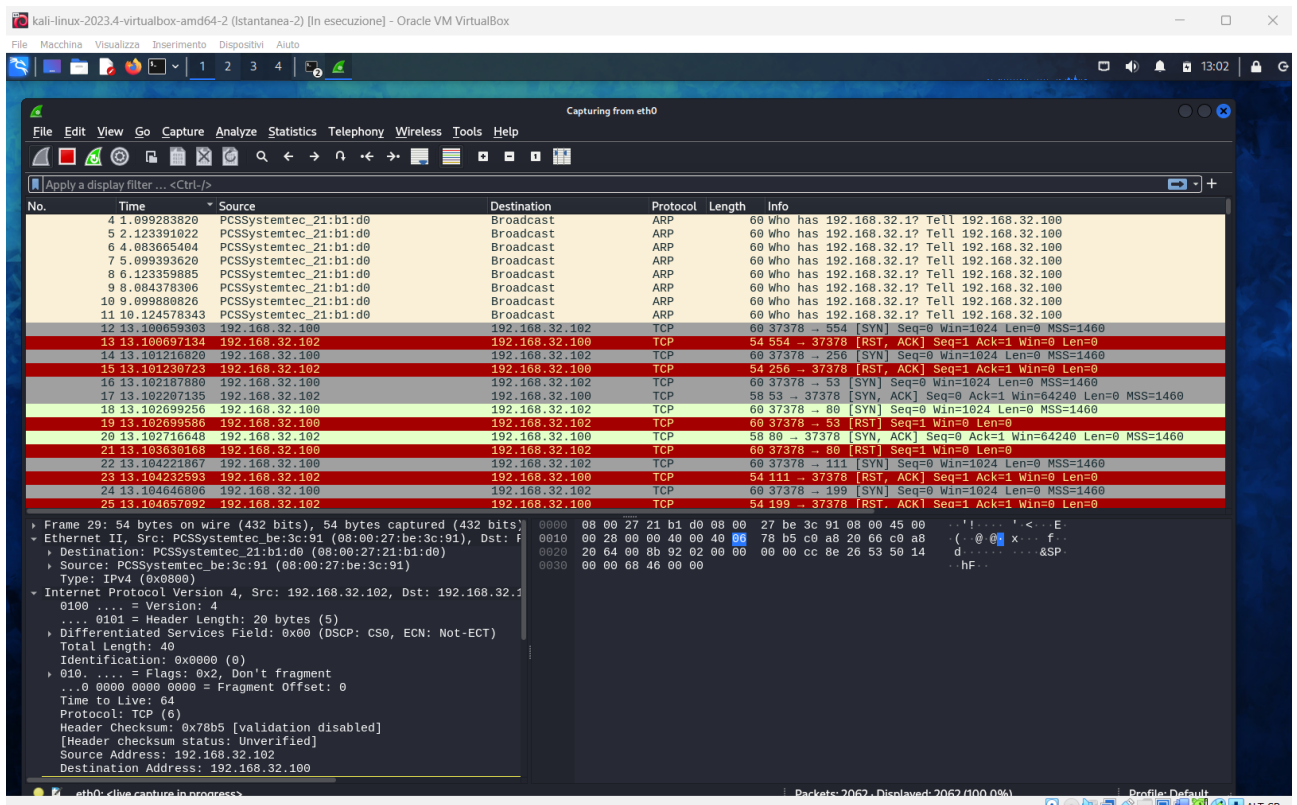 kali-linux-2023.4-virtualbox-amd64-2 (Istantanea-2) [In esecuzione] - Oracle VM VirtualBox
File Macchina Visualizza Inserimento Dispositivi Aiuto
1 2 3 4 2 13:02
Capturing from eth0
File Edit View Go Capture Analyze Statistics Telephony Wireless Tools Help
Apply a display filter … <Ctrl-/>
No. Time Source Destination Protocol Length Info
4 1.099283820 PCSSystemtec_21:b1:d0 Broadcast ARP 60 Who has 192.168.32.1? Tell 192.168.32.100
5 2.123391022 PCSSystemtec_21:b1:d0 Broadcast ARP 60 Who has 192.168.32.1? Tell 192.168.32.100
6 4.083665404 PCSSystemtec_21:b1:d0 Broadcast ARP 60 Who has 192.168.32.1? Tell 192.168.32.100
7 5.099393620 PCSSystemtec_21:b1:d0 Broadcast ARP 60 Who has 192.168.32.1? Tell 192.168.32.100
8 6.123359885 PCSSystemtec_21:b1:d0 Broadcast ARP 60 Who has 192.168.32.1? Tell 192.168.32.100
9 8.084378306 PCSSystemtec_21:b1:d0 Broadcast ARP 60 Who has 192.168.32.1? Tell 192.168.32.100
10 9.099880826 PCSSystemtec_21:b1:d0 Broadcast ARP 60 Who has 192.168.32.1? Tell 192.168.32.100
11 10.124578343 PCSSystemtec_21:b1:d0 Broadcast ARP 60 Who has 192.168.32.1? Tell 192.168.32.100
12 13.100659303 192.168.32.100 192.168.32.102 TCP 60 37378 → 554 [SYN] Seq=0 Win=1024 Len=0 MSS=1460
13 13.100697134 192.168.32.102 192.168.32.100 TCP 54 554 → 37378 [RST, ACK] Seq=1 Ack=1 Win=0 Len=0
14 13.101216820 192.168.32.100 192.168.32.102 TCP 60 37378 → 256 [SYN] Seq=0 Win=1024 Len=0 MSS=1460
15 13.101230723 192.168.32.102 192.168.32.100 TCP 54 256 → 37378 [RST, ACK] Seq=1 Ack=1 Win=0 Len=0
16 13.102187880 192.168.32.100 192.168.32.102 TCP 60 37378 → 53 [SYN] Seq=0 Win=1024 Len=0 MSS=1460
17 13.102207135 192.168.32.102 192.168.32.100 TCP 58 53 → 37378 [SYN, ACK] Seq=0 Ack=1 Win=64240 Len=0 MSS=1460
18 13.102699256 192.168.32.100 192.168.32.102 TCP 60 37378 → 80 [SYN] Seq=0 Win=1024 Len=0 MSS=1460
19 13.102699586 192.168.32.100 192.168.32.102 TCP 60 37378 → 53 [RST] Seq=1 Win=0 Len=0
20 13.102716648 192.168.32.102 192.168.32.100 TCP 58 80 → 37378 [SYN, ACK] Seq=0 Ack=1 Win=64240 Len=0 MSS=1460
21 13.103630168 192.168.32.100 192.168.32.102 TCP 60 37378 → 80 [RST] Seq=1 Win=0 Len=0
22 13.104221867 192.168.32.100 192.168.32.102 TCP 60 37378 → 111 [SYN] Seq=0 Win=1024 Len=0 MSS=1460
23 13.104232593 192.168.32.102 192.168.32.100 TCP 54 111 → 37378 [RST, ACK] Seq=1 Ack=1 Win=0 Len=0
24 13.104646806 192.168.32.100 192.168.32.102 TCP 60 37378 → 199 [SYN] Seq=0 Win=1024 Len=0 MSS=1460
25 13.104657092 192.168.32.102 192.168.32.100 TCP 54 199 → 37378 [RST, ACK] Seq=1 Ack=1 Win=0 Len=0
Frame 29: 54 bytes on wire (432 bits), 54 bytes captured (432 bits)
Ethernet II, Src: PCSSystemtec_be:3c:91 (08:00:27:be:3c:91), Dst:
Destination: PCSSystemtec_21:b1:d0 (08:00:27:21:b1:d0)
Source: PCSSystemtec_be:3c:91 (08:00:27:be:3c:91)
Type: IPv4 (0x0800)
Internet Protocol Version 4, Src: 192.168.32.102, Dst: 192.168.32.1
0100 .... = Version: 4
.... 0101 = Header Length: 20 bytes (5)
Differentiated Services Field: 0x00 (DSCP: CS0, ECN: Not-ECT)
Total Length: 40
Identification: 0x0000 (0)
010. .... = Flags: 0x2, Don't fragment
...0 0000 0000 0000 = Fragment Offset: 0
Time to Live: 64
Protocol: TCP (6)
Header Checksum: 0x78b5 [validation disabled]
[Header checksum status: Unverified]
Source Address: 192.168.32.102
Destination Address: 192.168.32.100
0000 08 00 27 21 b1 d0 08 00 27 be 3c 91 08 00 45 00 ··'!···· '·<···E·
0010 00 28 00 00 40 00 40 06 78 b5 c0 a8 20 66 c0 a8 ·(··@·@· x··· f··
0020 20 64 00 8b 92 02 00 00 00 00 cc 8e 26 53 50 14 d······ ····&SP·
0030 00 00 68 46 00 00 ··hF··
eth0: <live capture in progress> Packets: 2062 · Displayed: 2062 (100.0%) Profile: Default